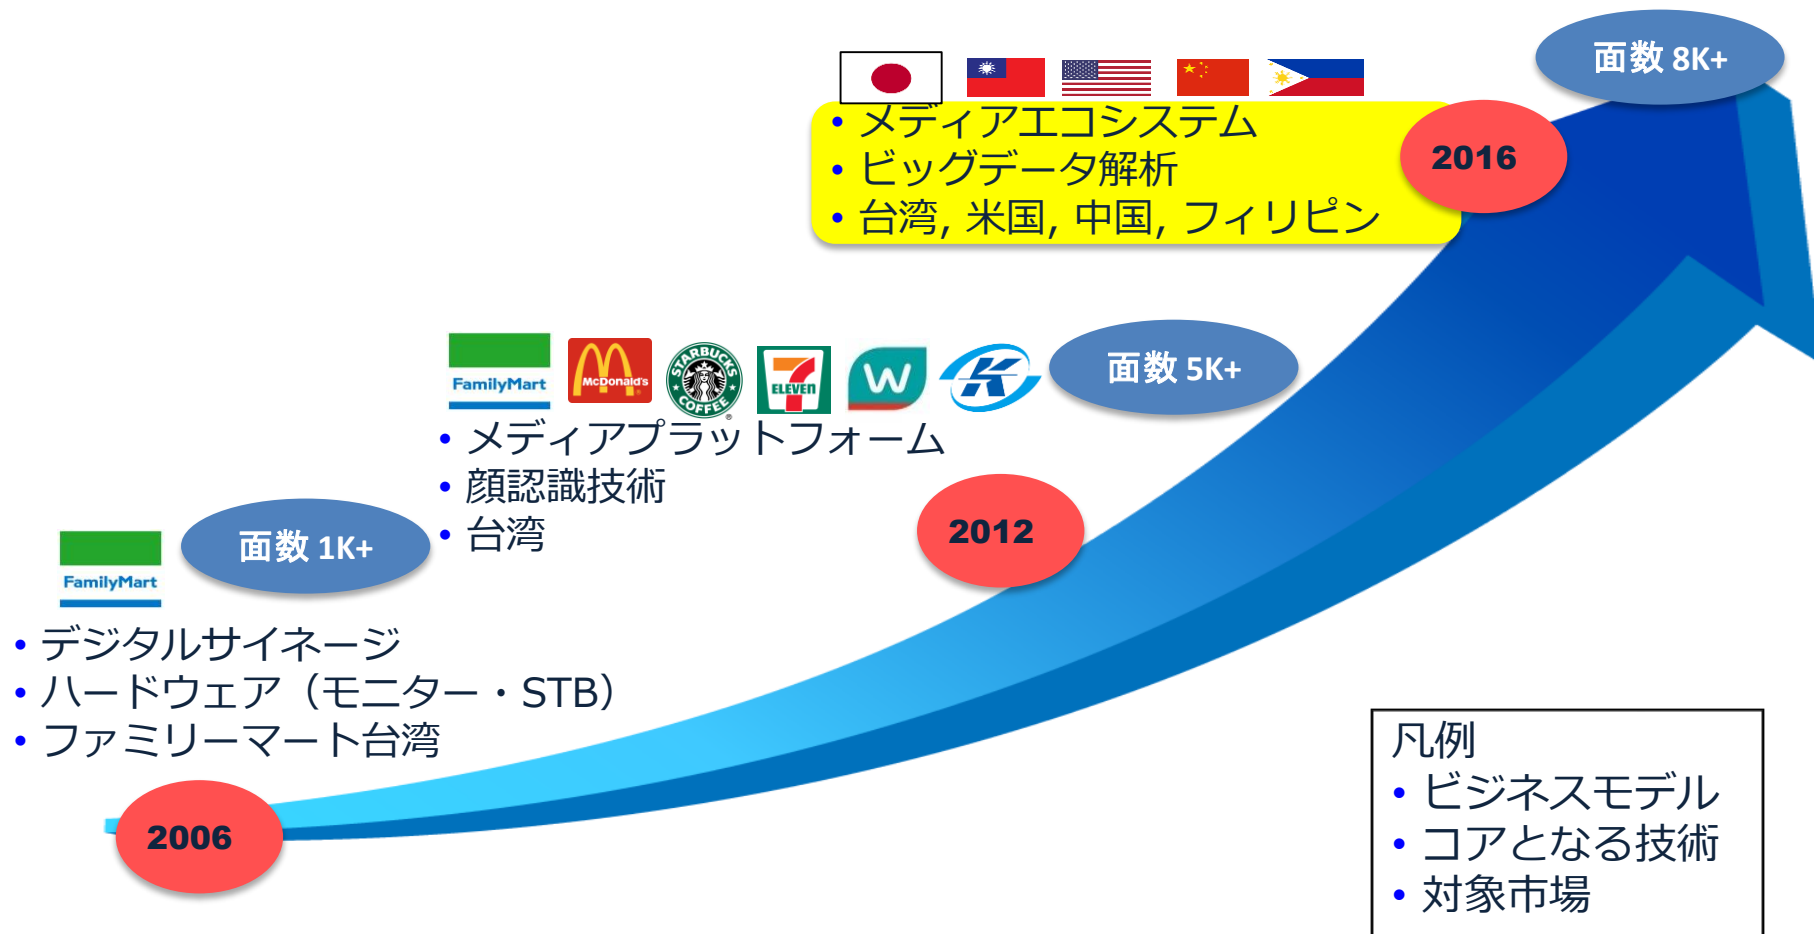 面数 8K+
• メディアエコシステム
• ビッグデータ解析
• 台湾, 米国, 中国, フィリピン
2016
FamilyMart
McDonald's
STARBUCKS COFFEE
7 ELEVEN
W
K
面数 5K+
• メディアプラットフォーム
• 顔認識技術
• 台湾
2012
FamilyMart
面数 1K+
• デジタルサイネージ
• ハードウェア（モニター・STB）
• ファミリーマート台湾
2006
凡例
• ビジネスモデル
• コアとなる技術
• 対象市場